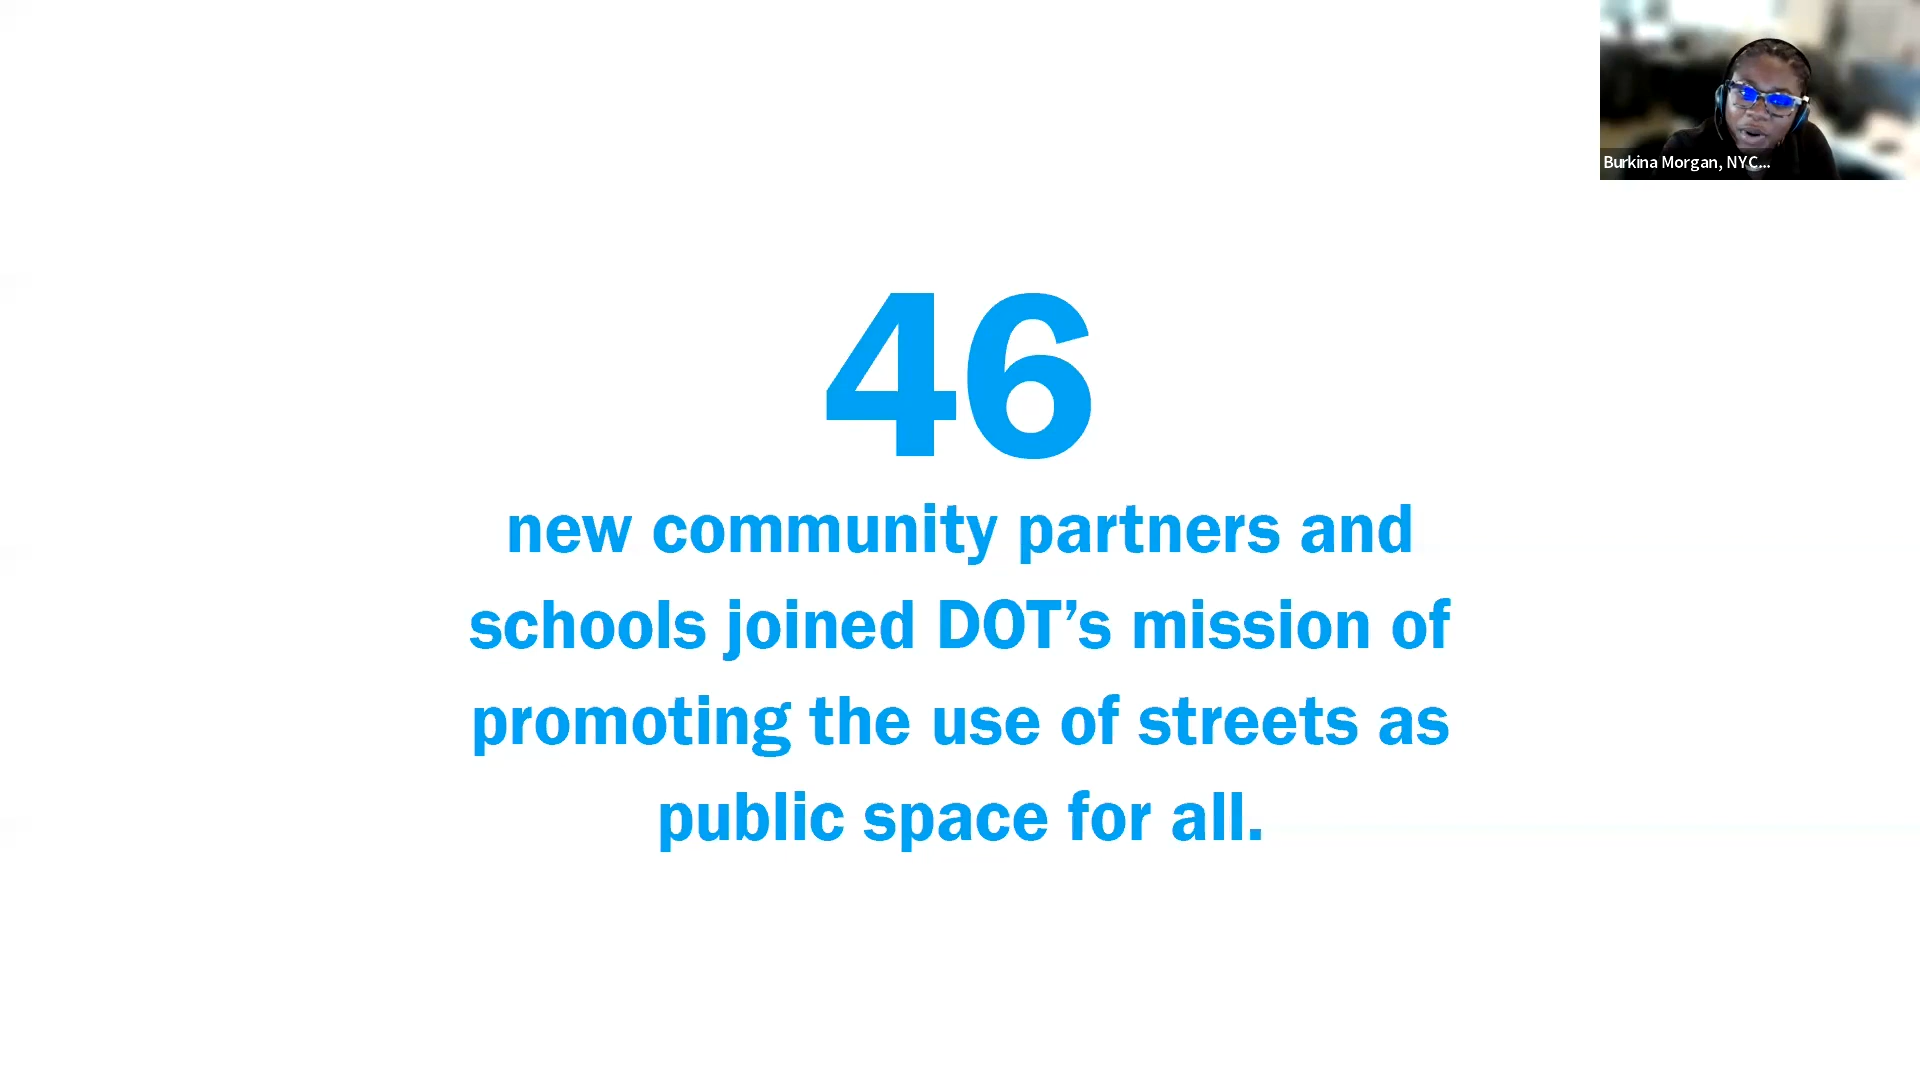 Burkina Morgan, NYC...
46
new community partners and
schools joined DOT’s mission of
promoting the use of streets as
public space for all.